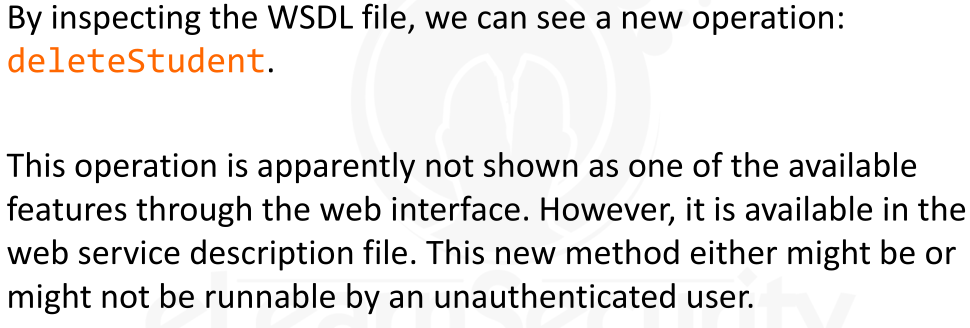 By inspecting the WSDL file, we can see a new operation:
deleteStudent.
This operation is apparently not shown as one of the available
features through the web interface. However, it is available in the
web service description file. This new method either might be or
might not be runnable by an unauthenticated user.
eLearnSecurity